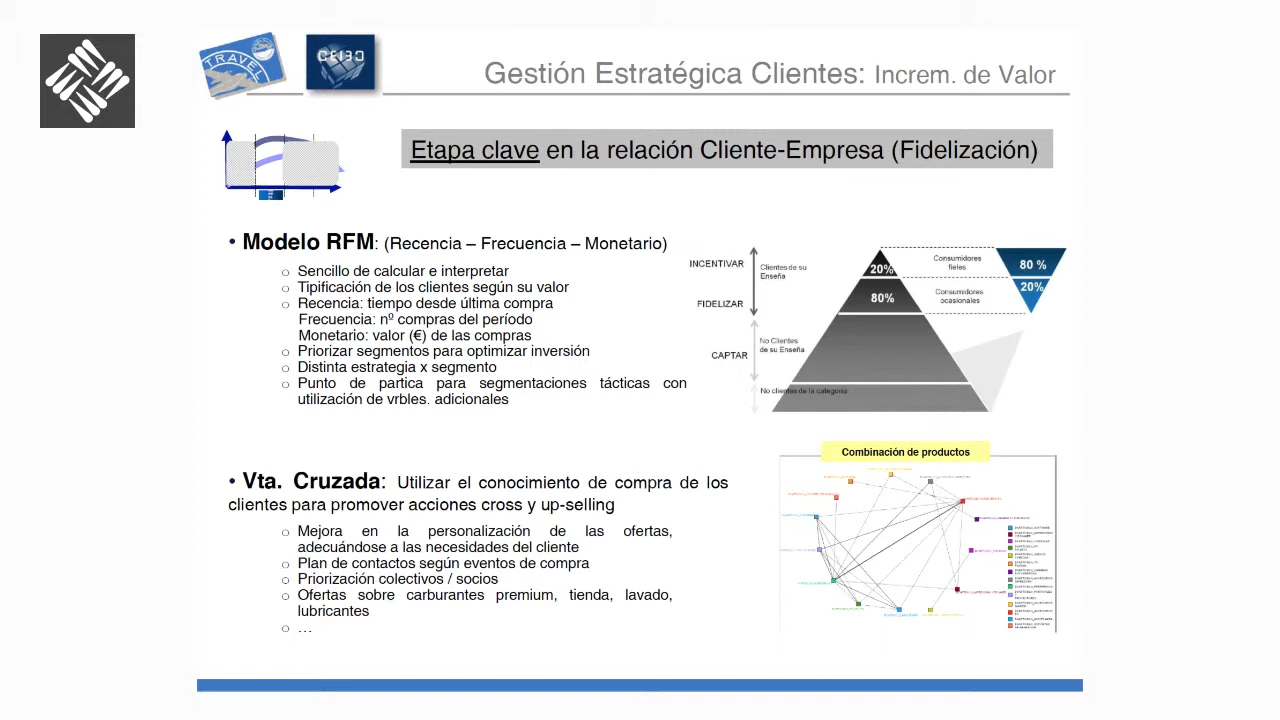 TRAVEL
Gestión Estratégica Clientes: Increm. de Valor
Etapa clave en la relación Cliente-Empresa (Fidelización)
• Modelo RFM: (Recencia – Frecuencia – Monetario)
o Sencillo de calcular e interpretar
o Tipificación de los clientes según su valor
o Recencia: tiempo desde última compra
Frecuencia: nº compras del período
Monetario: valor (€) de las compras
o Priorizar segmentos para optimizar inversión
o Distinta estrategia x segmento
o Punto de partica para segmentaciones tácticas con
utilización de vrbles. adicionales
INCENTIVAR
FIDELIZAR
CAPTAR
Clientes de su
Enseña
No Clientes
de su Enseña
No clientes de la categoría
20%
80%
Consumidores
fieles
Consumidores
ocasionales
80 %
20%
• Vta. Cruzada: Utilizar el conocimiento de compra de los
clientes para promover acciones cross y up-selling
o Mejora en la personalización de las ofertas,
adecuándose a las necesidades del cliente
o Plan de contactos según eventos de compra
o Priorización colectivos / socios
o Ofertas sobre carburantes premium, tienda, lavado,
lubricantes
o ...
Combinación de productos